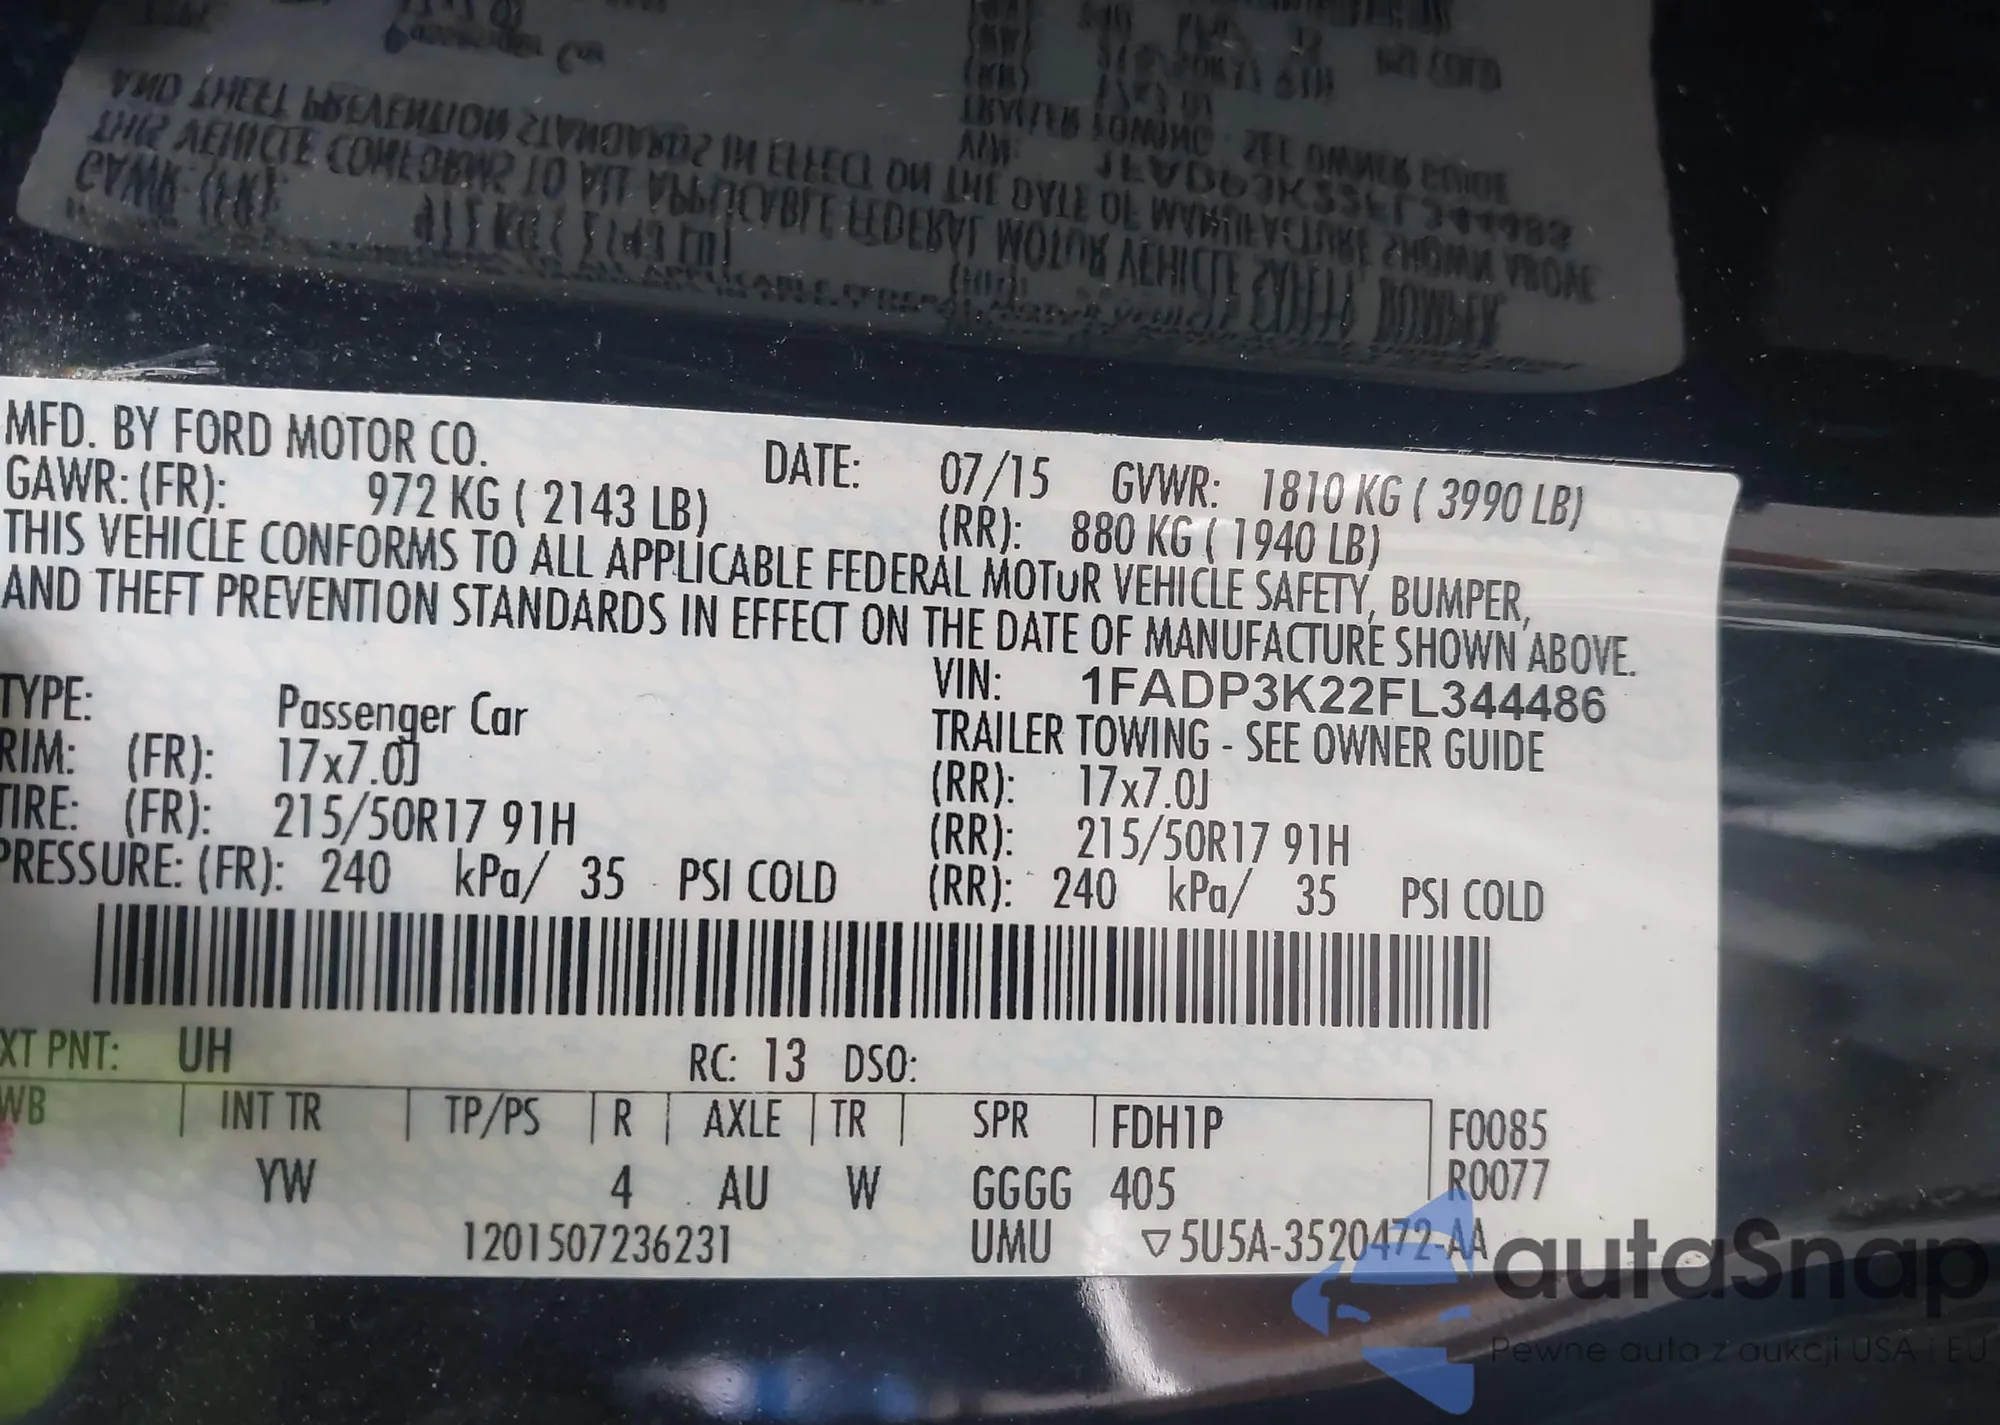 MFD. BY FORD MOTOR CO. DATE: 07/15 GVWR: 1810 KG ( 3990 LB)
GAWR: (FR): 972 KG ( 2143 LB) (RR): 880 KG ( 1940 LB)
THIS VEHICLE CONFORMS TO ALL APPLICABLE FEDERAL MOTOR VEHICLE SAFETY, BUMPER,
AND THEFT PREVENTION STANDARDS IN EFFECT ON THE DATE OF MANUFACTURE SHOWN ABOVE.
VIN: 1FADP3K22FL344486
TYPE: Passenger Car TRAILER TOWING - SEE OWNER GUIDE
RIM: (FR): 17x7.0J (RR): 17x7.0J
TIRE: (FR): 215/50R17 91H (RR): 215/50R17 91H
PRESSURE: (FR): 240 kPa/ 35 PSI COLD (RR): 240 kPa/ 35 PSI COLD
XT PNT: UH RC: 13 DSO:
WB INT TR TP/PS R AXLE TR SPR FDH1P F0085
YW 4 AU W GGGG 405 R0077
1201507236231 UMU ▽5U5A-3520472-AA
autaSnap
Pewne auta z aukcji USA i EU